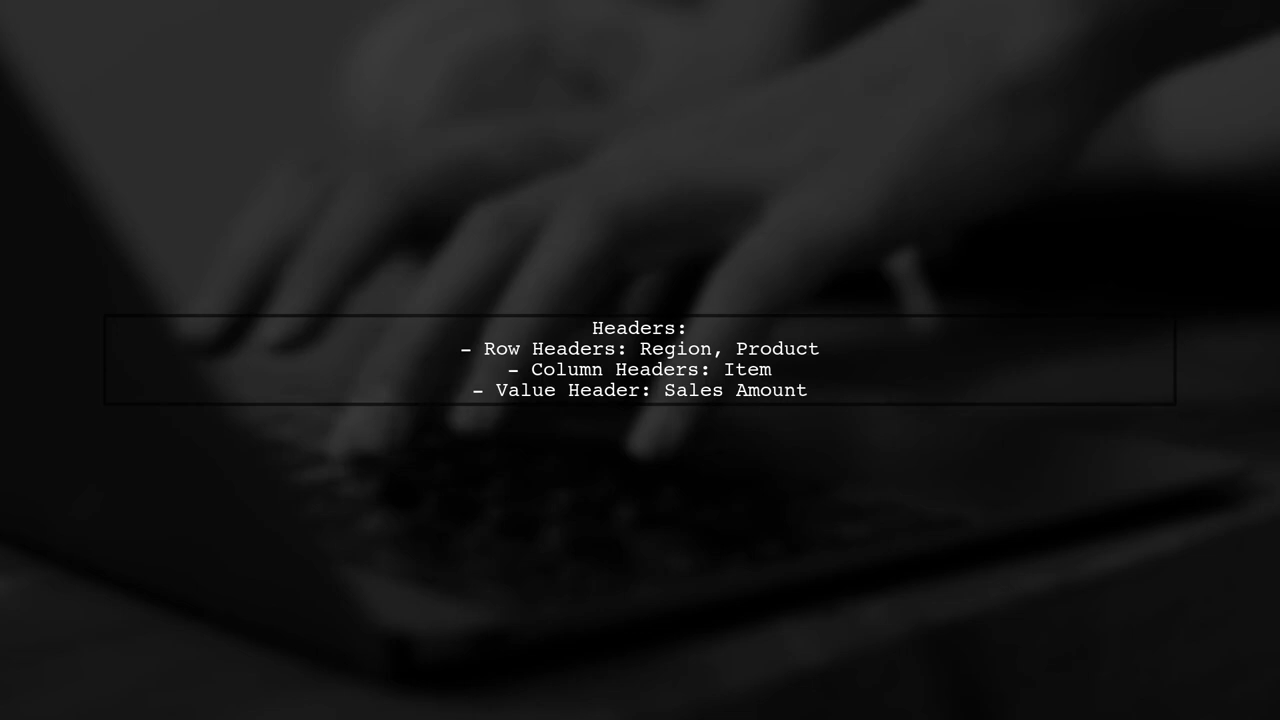 Headers:
- Row Headers: Region, Product
- Column Headers: Item
- Value Header: Sales Amount